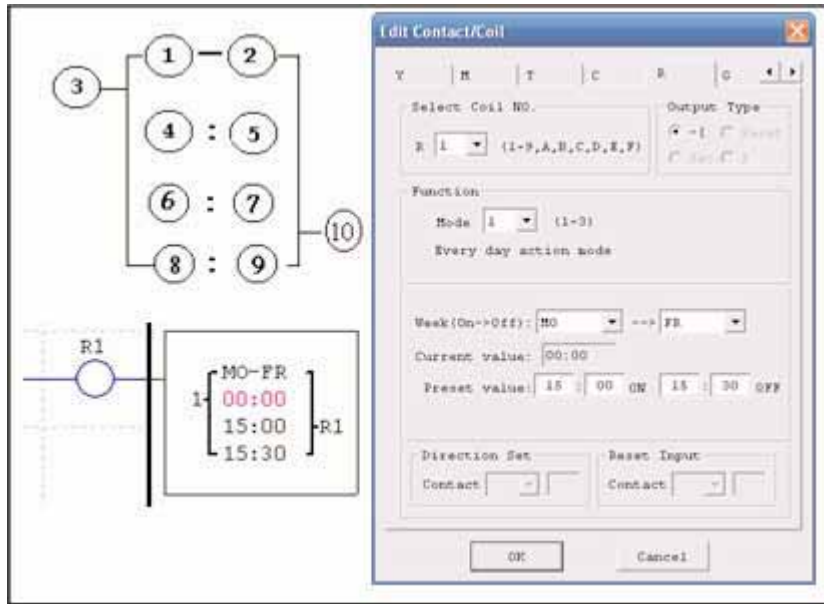 1 - 2
3
4 : 5
6 : 7
8 : 9
10
R1
MO-FR
1 00:00
15:00 R1
15:30
Edit Contact/Coil
Y M T C R G
Select Coil NO.
R 1 (1-9,A,B,C,D,E,F)
Output Type
-[
Function
Mode 1 (1-3)
Every day action mode
Week(On->Off): MO --> FR
Current value: 00:00
Preset value: 15 : 00 ON 15 : 30 OFF
Direction Set
Contact
Reset Input
Contact
OK Cancel